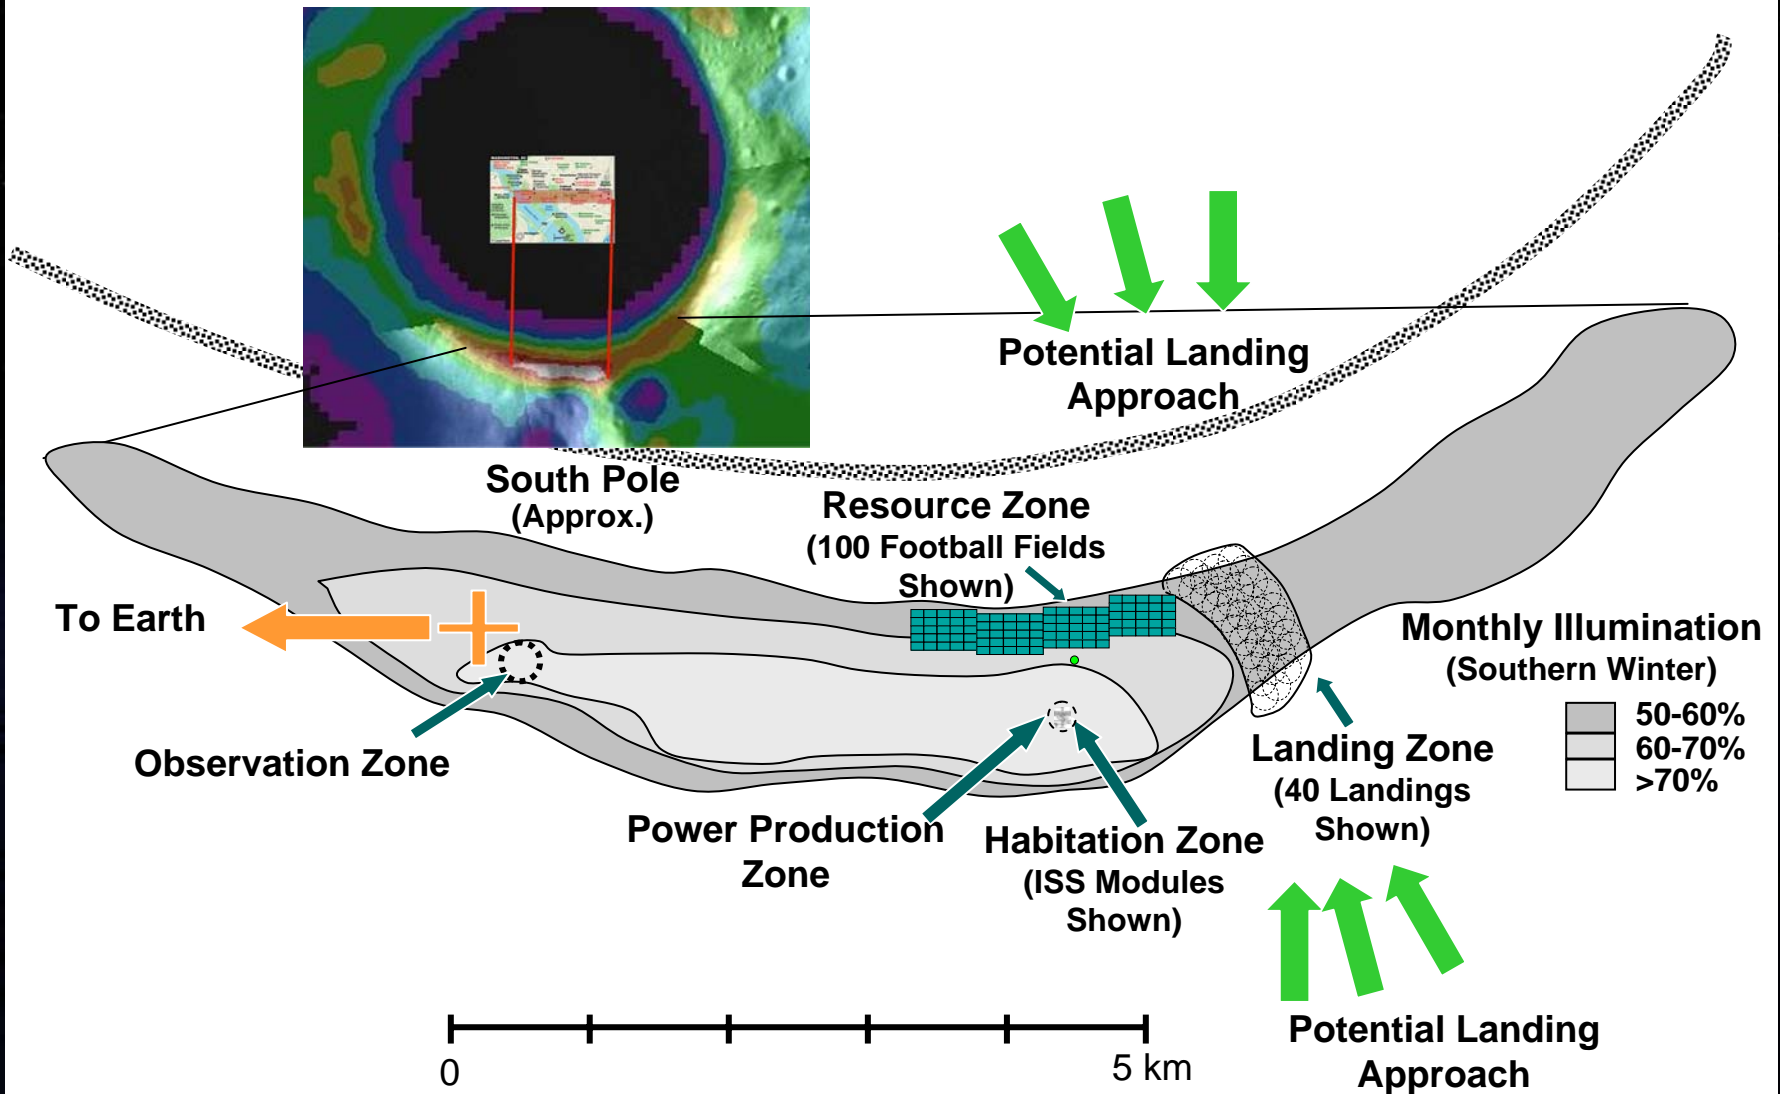 Potential Landing
Approach
South Pole
(Approx.)
Resource Zone
(100 Football Fields
Shown)
To Earth
Monthly Illumination
(Southern Winter)
50-60%
60-70%
>70%
Observation Zone
Landing Zone
(40 Landings
Shown)
Power Production
Zone
Habitation Zone
(ISS Modules
Shown)
Potential Landing
Approach
0
5 km